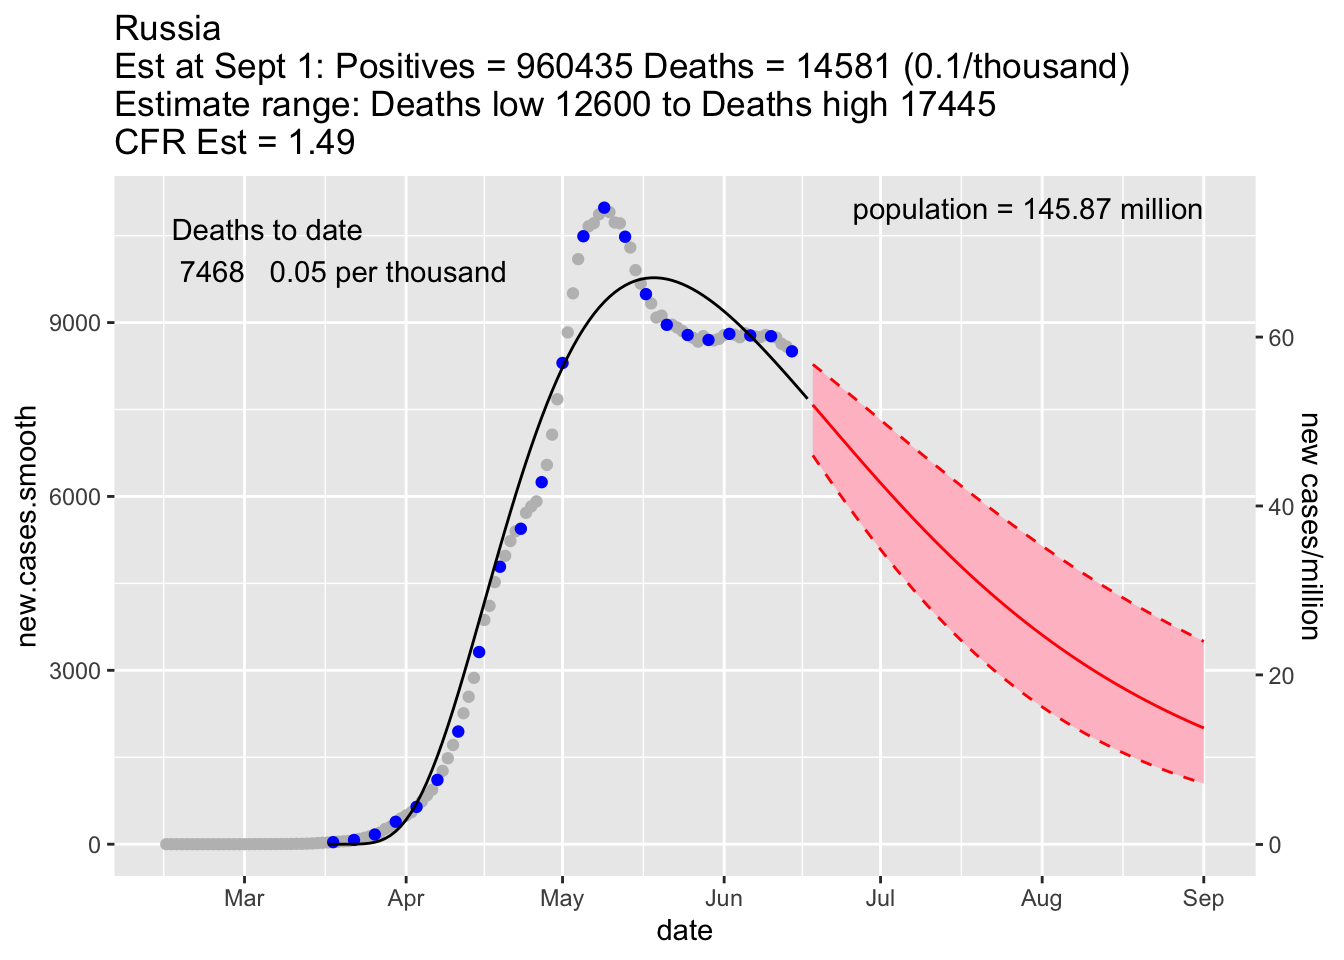 Russia
Est at Sept 1: Positives = 960435 Deaths = 14581 (0.1/thousand)
Estimate range: Deaths low 12600 to Deaths high 17445
CFR Est = 1.49
population = 145.87 million
Deaths to date
7468 0.05 per thousand
new.cases.smooth
9000
6000
3000
0
60
40
20
0
new cases/million
Mar Apr May Jun Jul Aug Sep
date